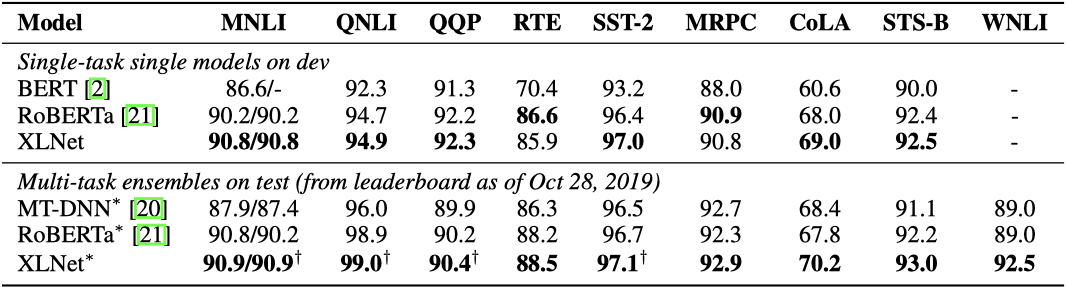 Model MNLI QNLI QQP RTE SST-2 MRPC CoLA STS-B WNLI
Single-task single models on dev
BERT [2] 86.6/- 92.3 91.3 70.4 93.2 88.0 60.6 90.0 -
RoBERTa [21] 90.2/90.2 94.7 92.2 86.6 96.4 90.9 68.0 92.4 -
XLNet 90.8/90.8 94.9 92.3 85.9 97.0 90.8 69.0 92.5 -
Multi-task ensembles on test (from leaderboard as of Oct 28, 2019)
MT-DNN* [20] 87.9/87.4 96.0 89.9 86.3 96.5 92.7 68.4 91.1 89.0
RoBERTa* [21] 90.8/90.2 98.9 90.2 88.2 96.7 92.3 67.8 92.2 89.0
XLNet* 90.9/90.9† 99.0† 90.4† 88.5 97.1† 92.9 70.2 93.0 92.5